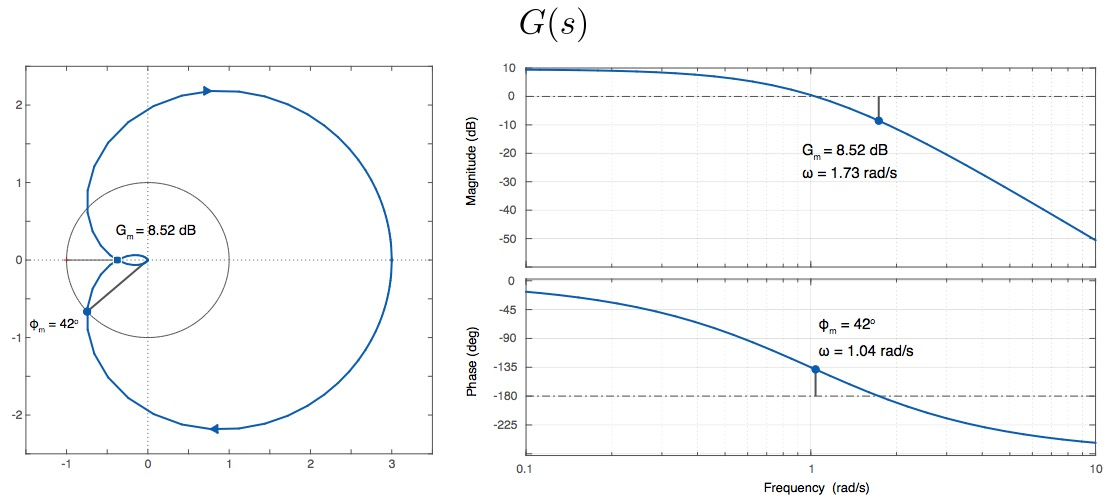 G(s)
2
1
0
-1
-2
-1
0
1
2
3
Gm = 8.52 dB
ϕm = 42°
Magnitude (dB)
10
0
-10
-20
-30
-40
-50
Gm = 8.52 dB
ω = 1.73 rad/s
Phase (deg)
0
-45
-90
-135
-180
-225
ϕm = 42°
ω = 1.04 rad/s
0.1
1
10
Frequency (rad/s)